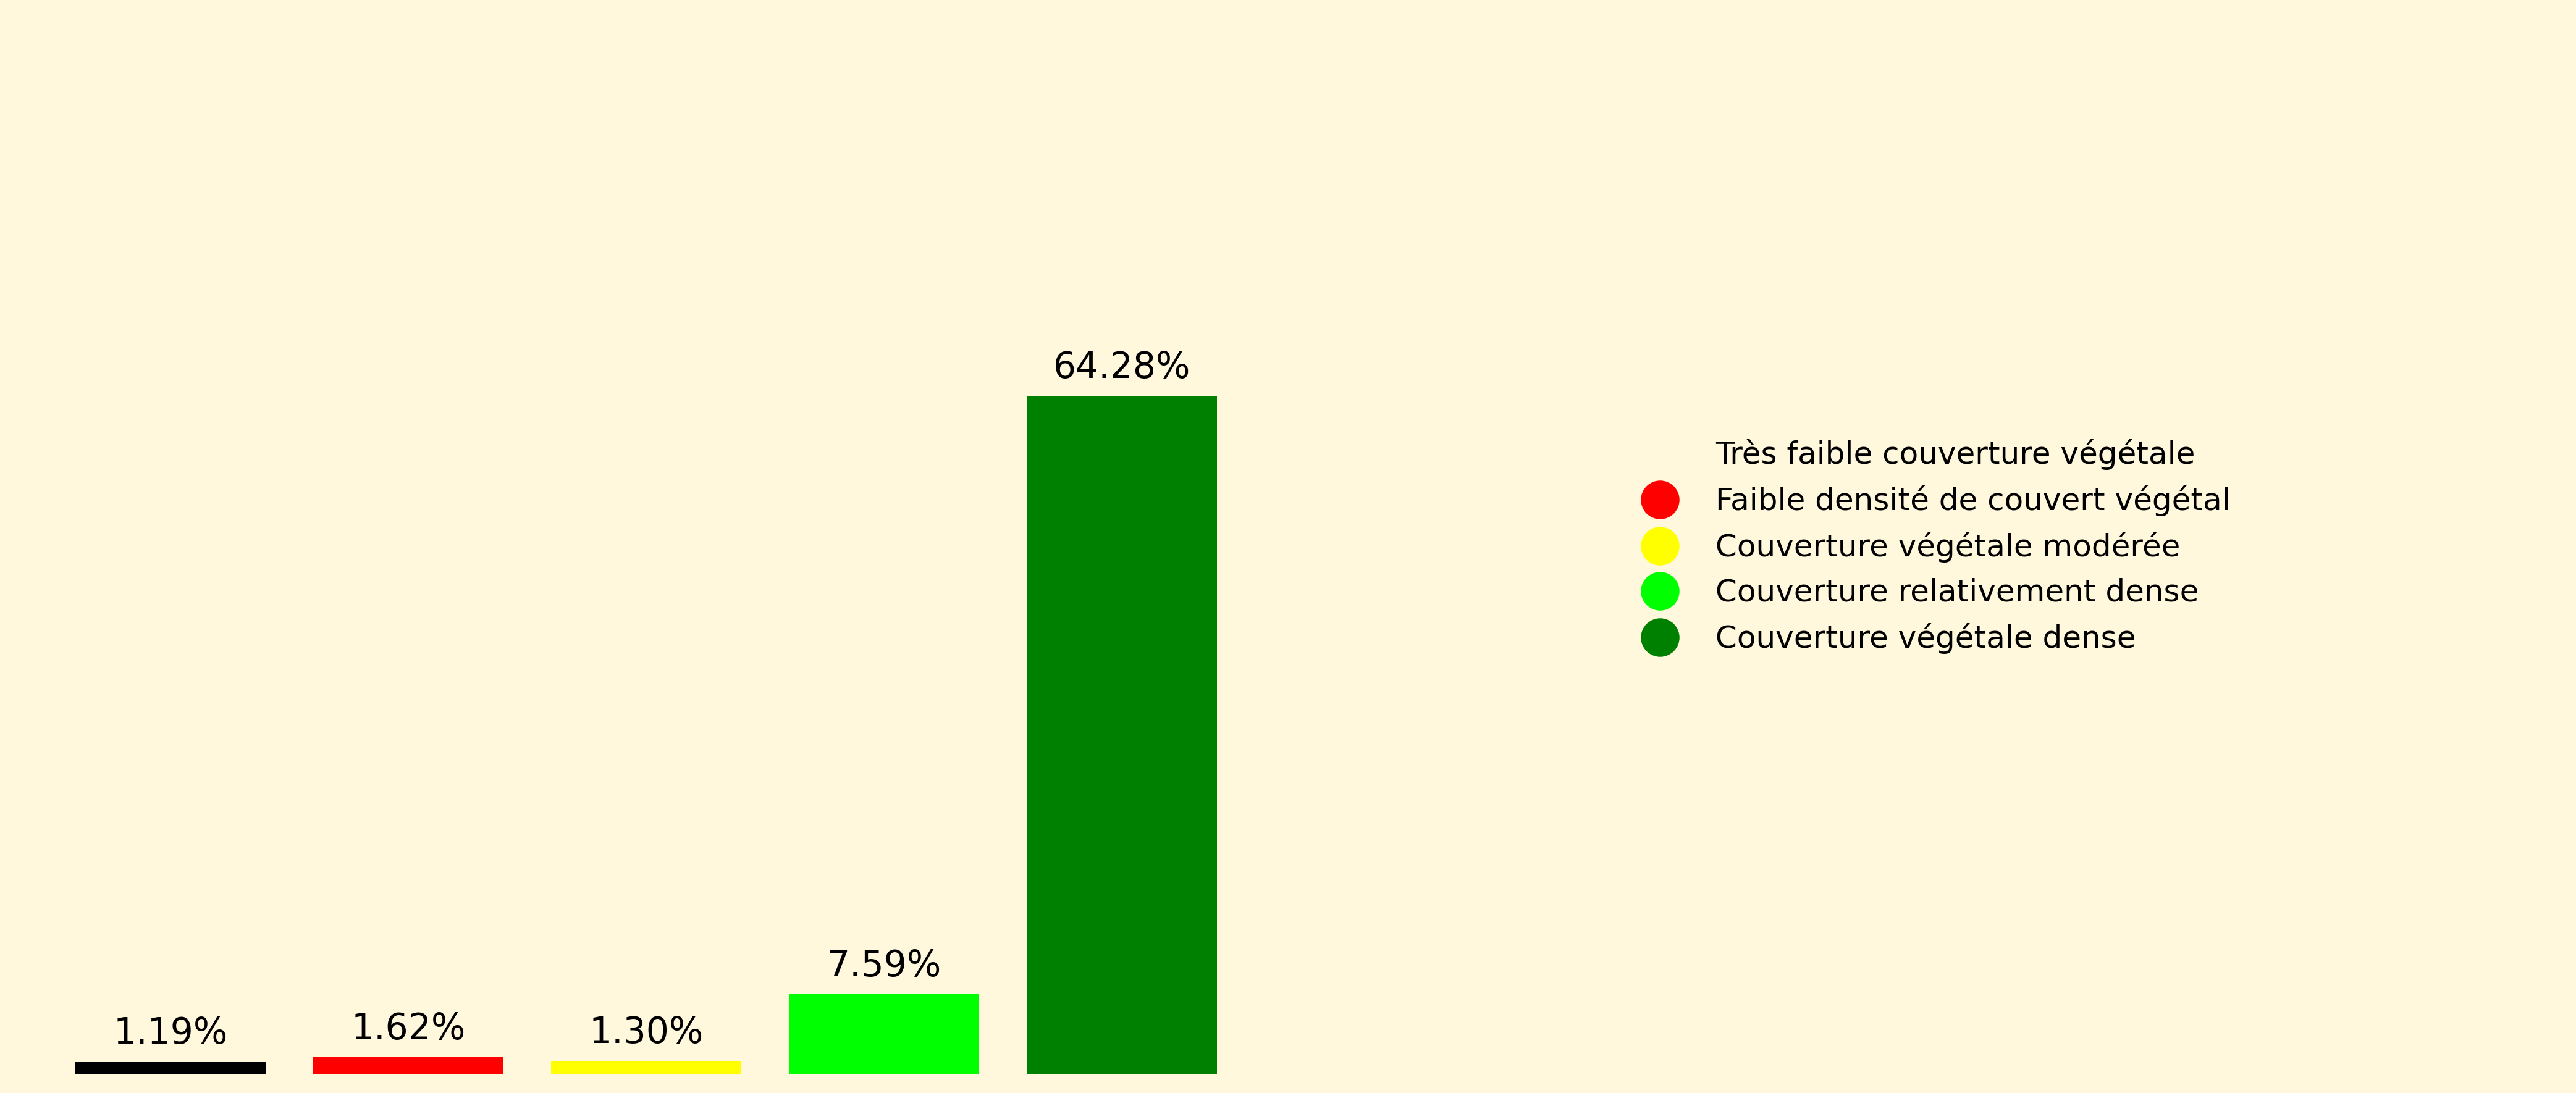 64.28%
7.59%
1.19%
1.62%
1.30%
Très faible couverture végétale
Faible densité de couvert végétal
Couverture végétale modérée
Couverture relativement dense
Couverture végétale dense